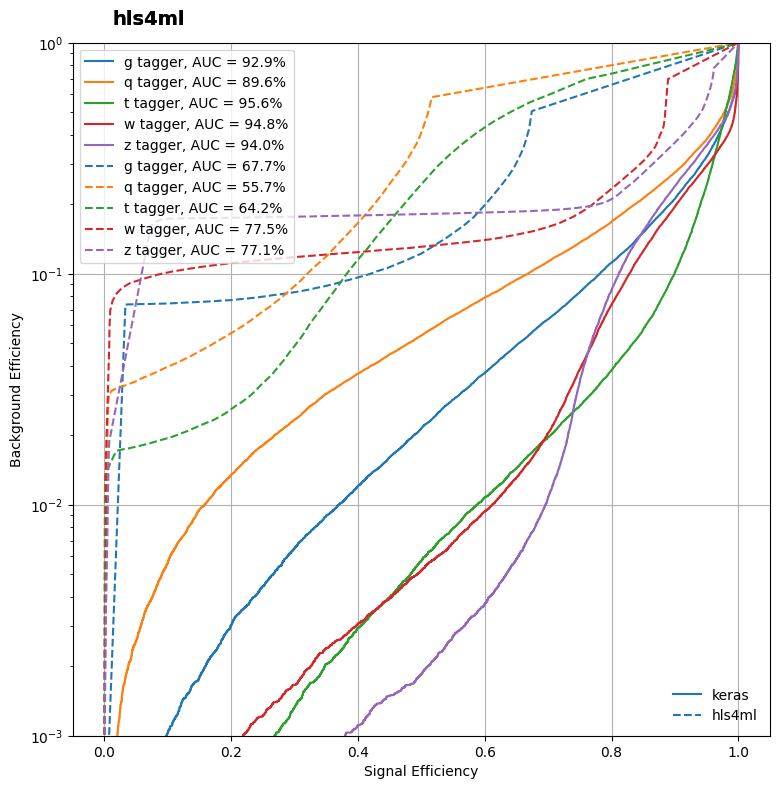 hls4ml
g tagger, AUC = 92.9%
q tagger, AUC = 89.6%
t tagger, AUC = 95.6%
w tagger, AUC = 94.8%
z tagger, AUC = 94.0%
g tagger, AUC = 67.7%
q tagger, AUC = 55.7%
t tagger, AUC = 64.2%
w tagger, AUC = 77.5%
z tagger, AUC = 77.1%
10⁰
10⁻¹
10⁻²
10⁻³
Background Efficiency
keras
hls4ml
0.0 0.2 0.4 0.6 0.8 1.0
Signal Efficiency